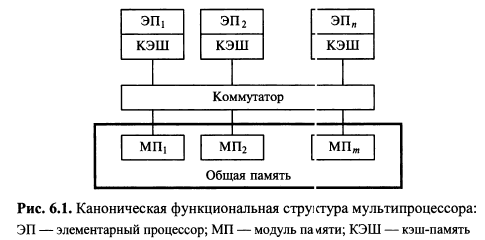 ЭП1 ЭП2 ЭПn
КЭШ КЭШ КЭШ
Коммутатор
МП1 МП2 МПm
Общая память
Рис. 6.1. Каноническая функциональная структура мультипроцессора:
ЭП — элементарный процессор; МП — модуль памяти; КЭШ — кэш-память